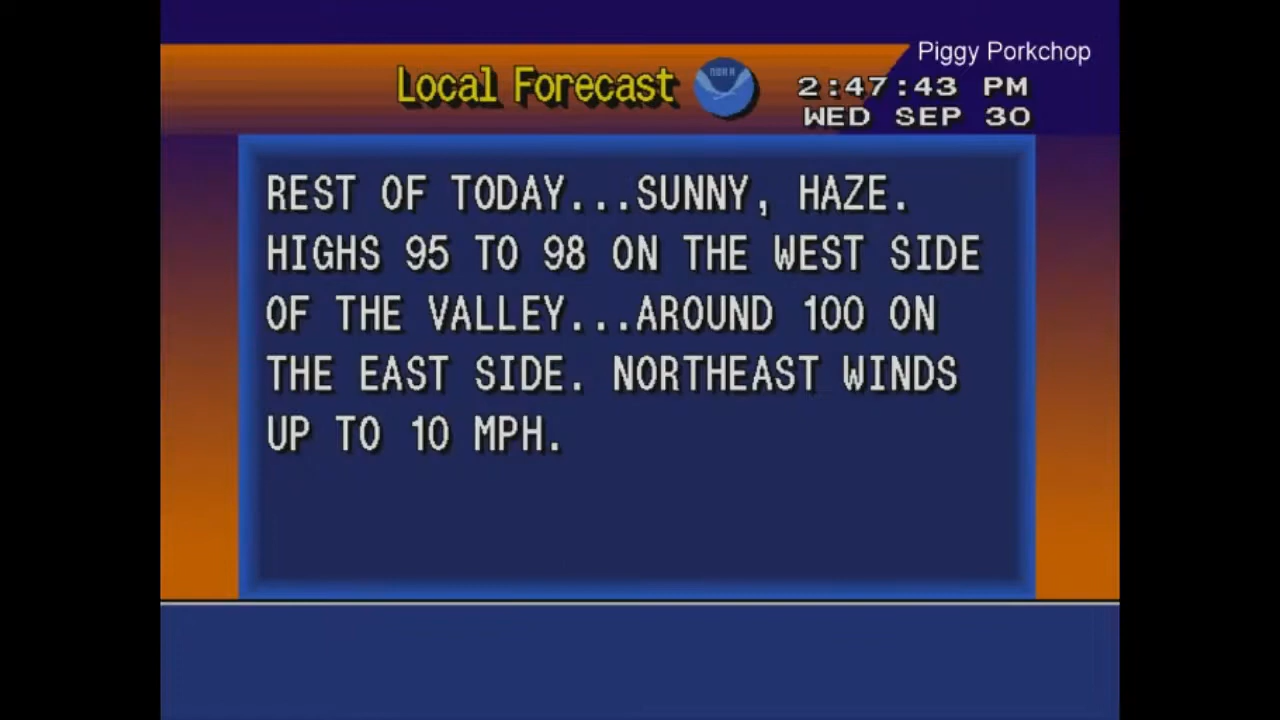 Piggy Porkchop
Local Forecast
NOAA
2:47:43 PM
WED SEP 30
REST OF TODAY...SUNNY, HAZE.
HIGHS 95 TO 98 ON THE WEST SIDE
OF THE VALLEY...AROUND 100 ON
THE EAST SIDE. NORTHEAST WINDS
UP TO 10 MPH.